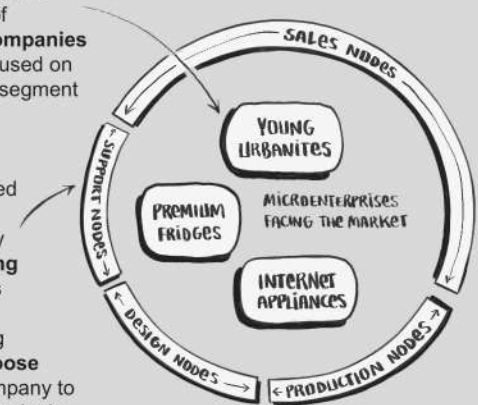 of
ompanies
used on
segment
ed
y
ng
s
g
oose
mpany to
SALES NODES
SUPPORT NODES
YOUNG
URBANITES
PREMIUM
FRIDGES
MICROENTERPRISES
FACING THE MARKET
INTERNET
APPLIANCES
DESIGN NODES
PRODUCTION NODES